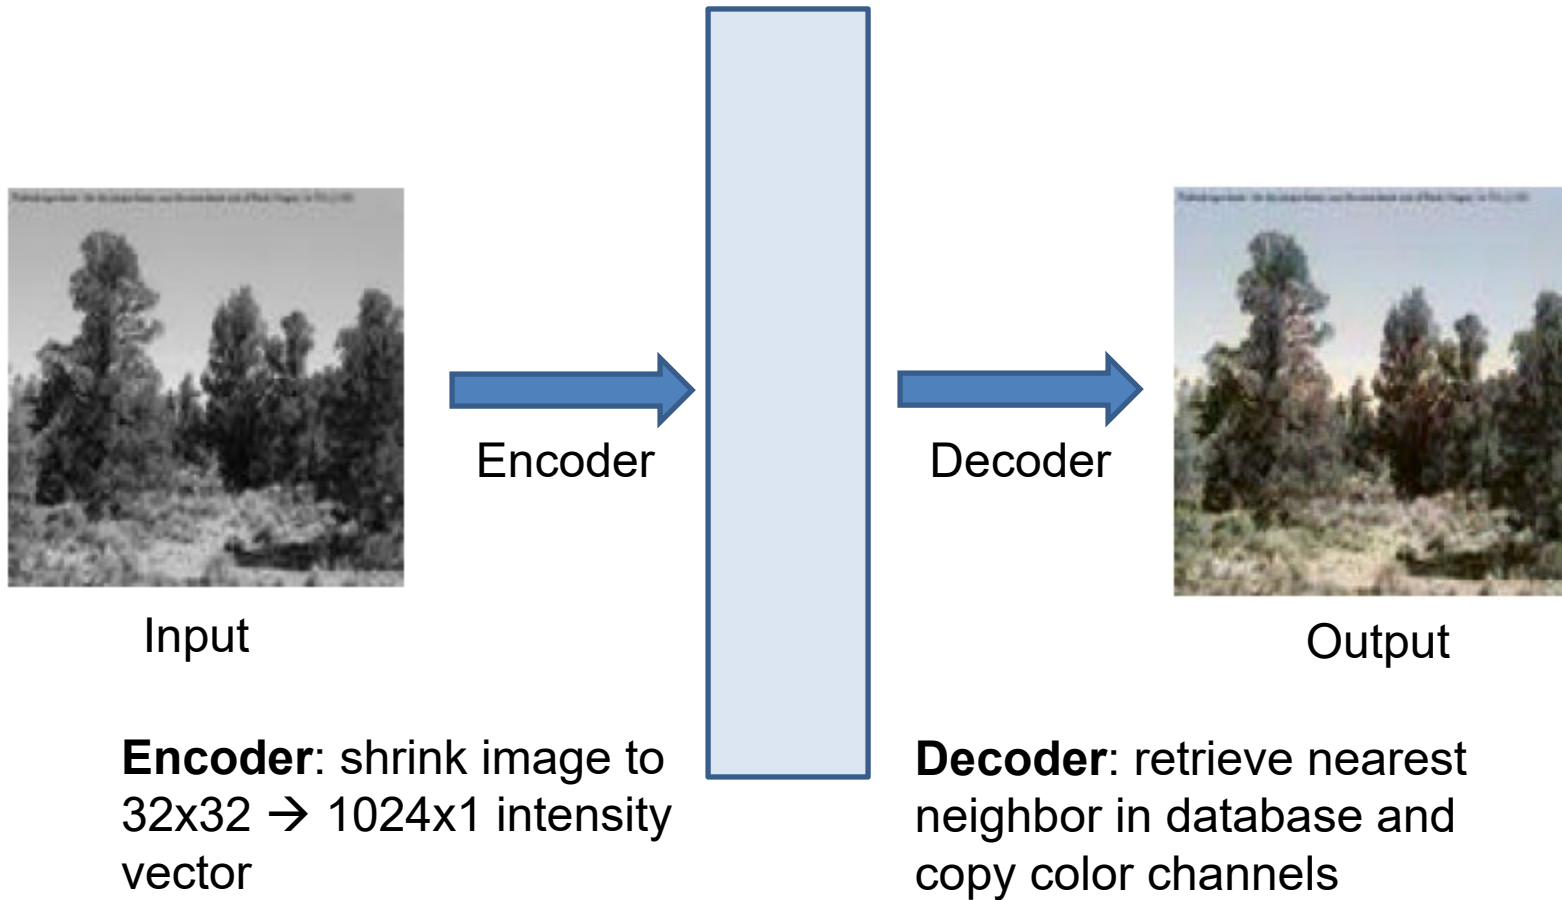 Encoder
Decoder
Input
Output
Encoder: shrink image to
32x32 → 1024x1 intensity
vector
Decoder: retrieve nearest
neighbor in database and
copy color channels